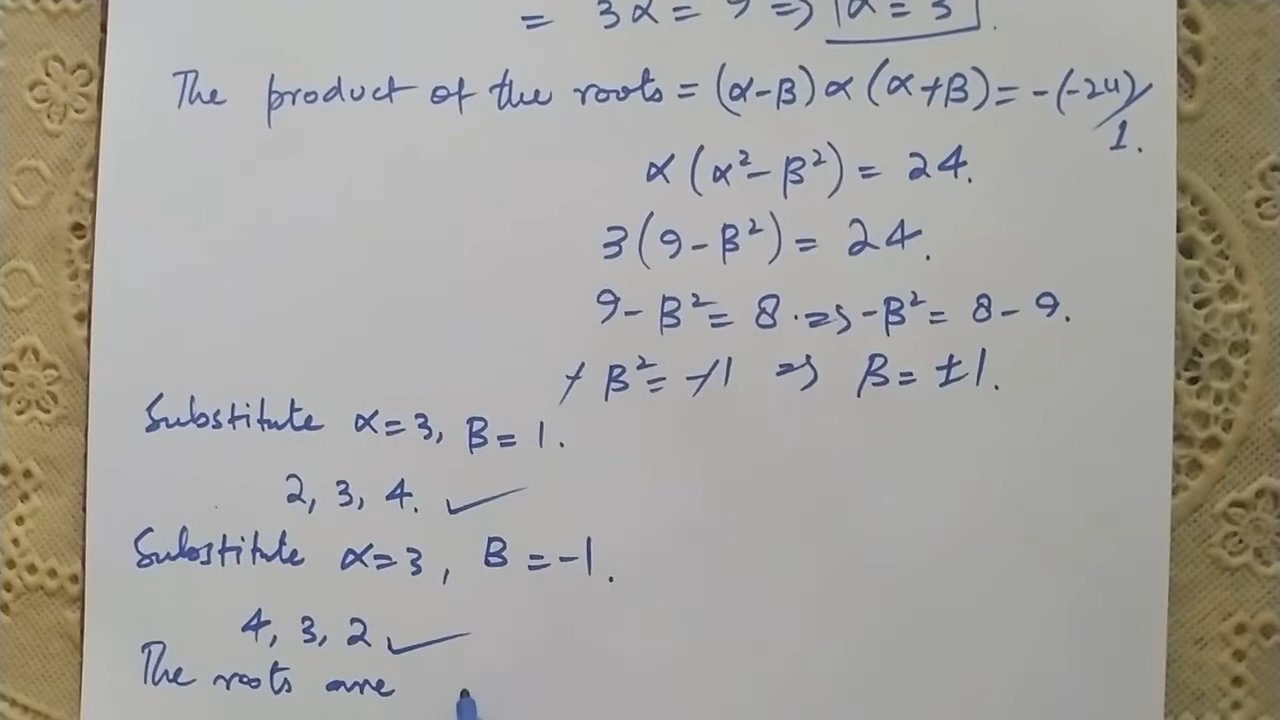 = 3α = 9 => α = 3.
The product of the roots = (α-β) α (α+β) = -(-24)/1.
α (α²-β²) = 24.
3(9-β²) = 24.
9-β² = 8. => -β² = 8-9.
+β² = +1 => β = ±1.
Substitute α=3, β=1.
2, 3, 4. ✓
Substitute α=3, β=-1.
4, 3, 2 ✓
The roots are